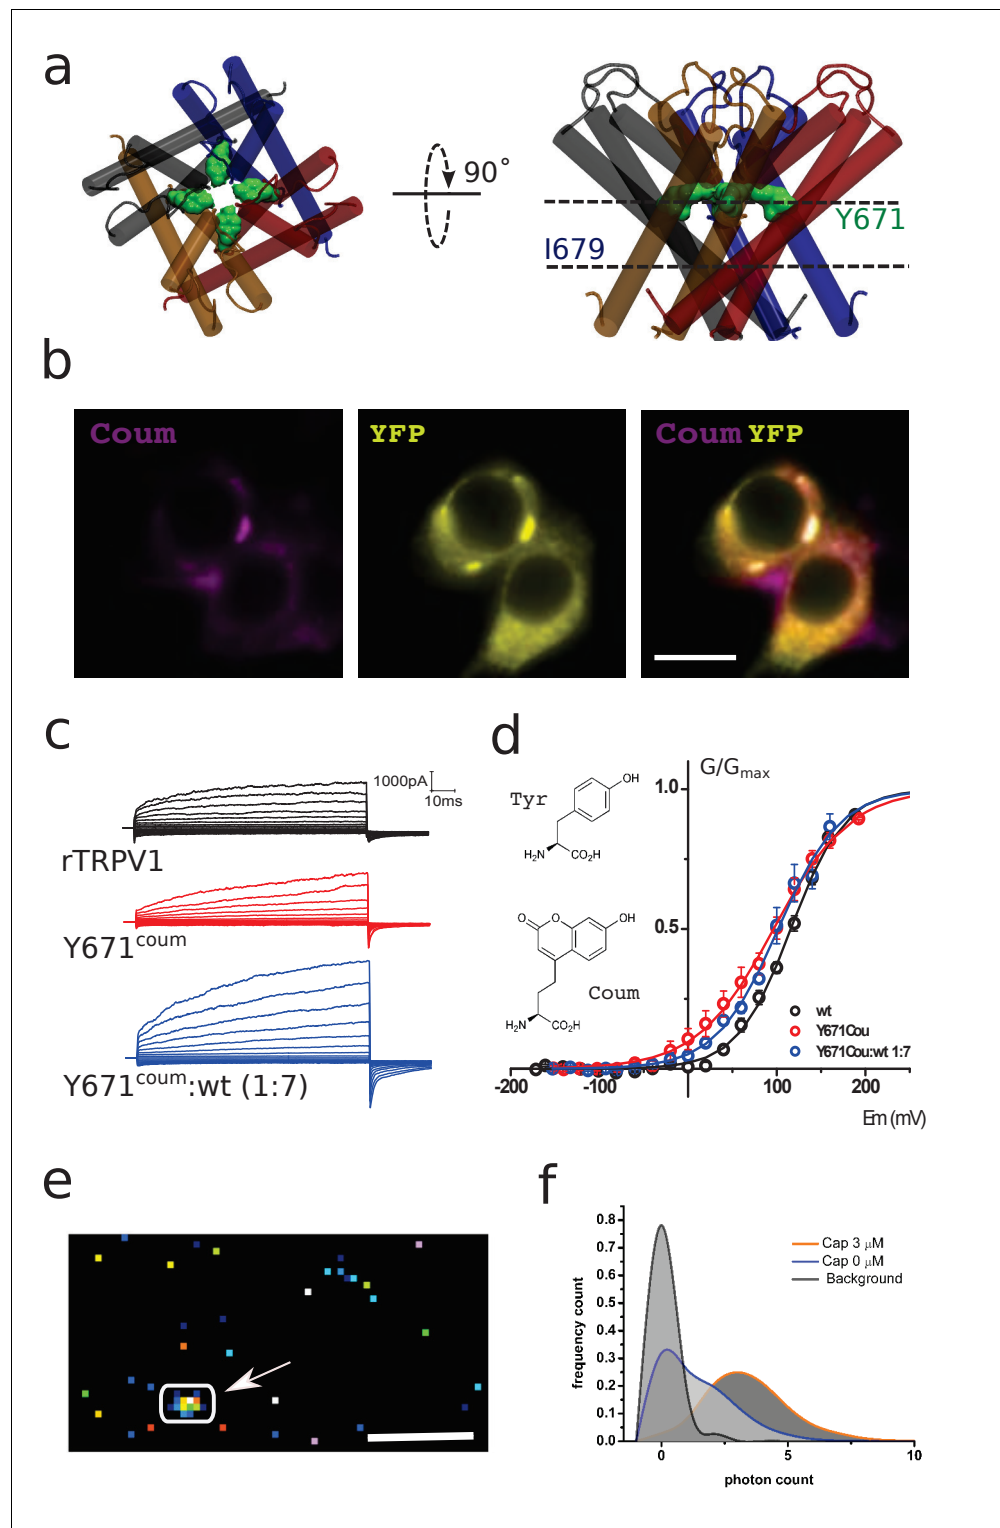 a
90°
Y671
I679
b
Coum
YFP
Coum YFP
c
1000pA
10ms
rTRPV1
Y671coum
Y671coum:wt (1:7)
d
G/Gmax
1.0
0.5
Tyr
OH
H2N
CO2H
O
O
OH
Coum
H2N
CO2H
wt
Y671Cou
Y671Cou:wt 1:7
-200
-100
100
200
Em (mV)
e
f
0.8
0.7
0.6
0.5
0.4
0.3
0.2
0.1
0.0
frequency count
Cap 3 μM
Cap 0 μM
Background
0
5
10
photon count